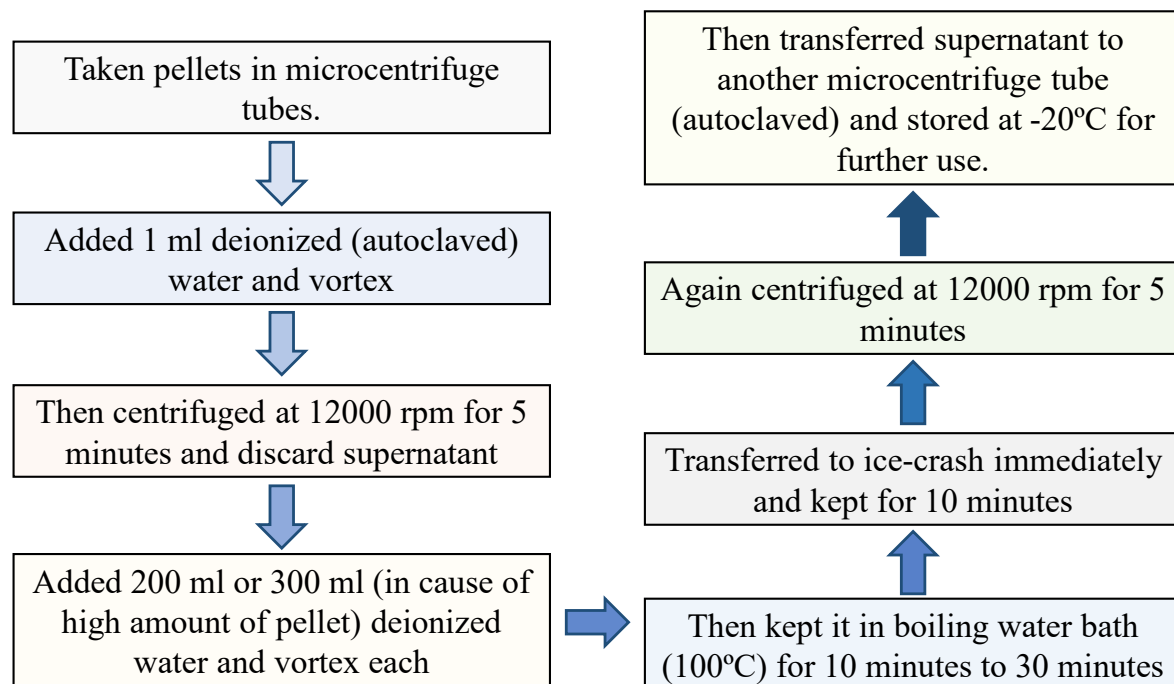 Taken pellets in microcentrifuge
tubes.
Added 1 ml deionized (autoclaved)
water and vortex
Then centrifuged at 12000 rpm for 5
minutes and discard supernatant
Added 200 ml or 300 ml (in cause of
high amount of pellet) deionized
water and vortex each
Then kept it in boiling water bath
(100ºC) for 10 minutes to 30 minutes
Transferred to ice-crash immediately
and kept for 10 minutes
Again centrifuged at 12000 rpm for 5
minutes
Then transferred supernatant to
another microcentrifuge tube
(autoclaved) and stored at -20ºC for
further use.